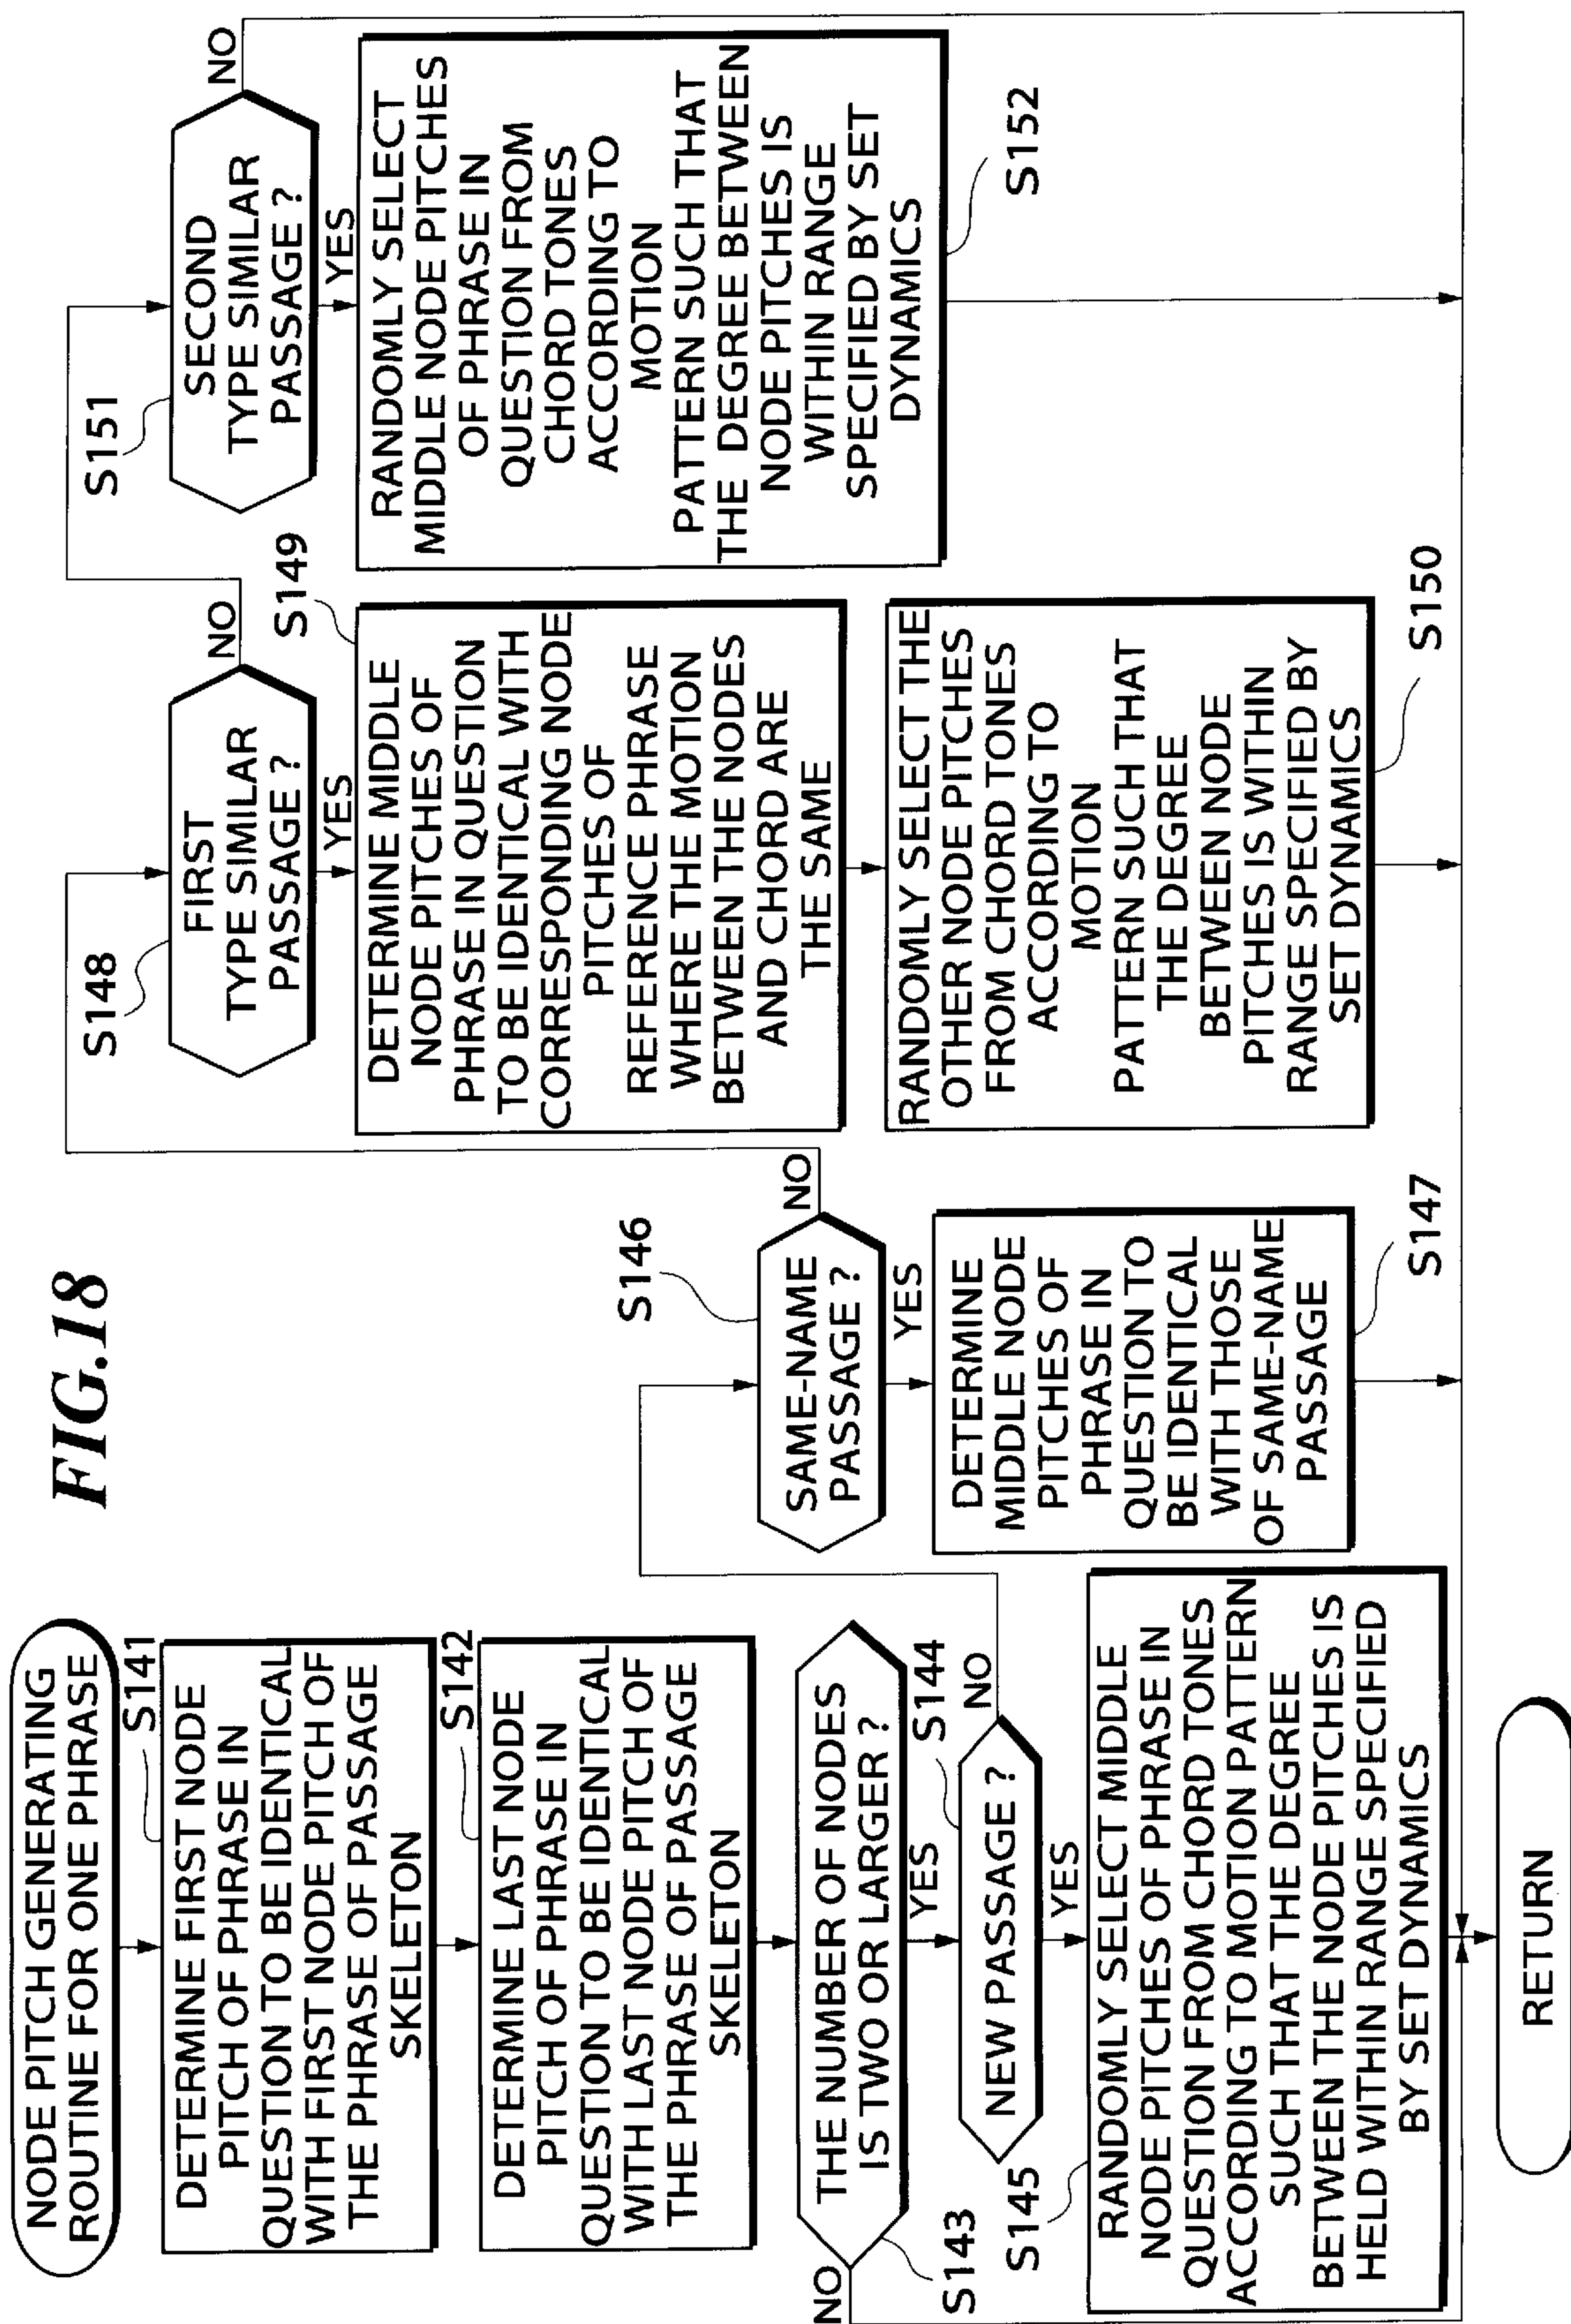 FIG.18
NODE PITCH GENERATING
ROUTINE FOR ONE PHRASE
S141
DETERMINE FIRST NODE
PITCH OF PHRASE IN
QUESTION TO BE IDENTICAL
WITH FIRST NODE PITCH OF
THE PHRASE OF PASSAGE
SKELETON
S142
DETERMINE LAST NODE
PITCH OF PHRASE IN
QUESTION TO BE IDENTICAL
WITH LAST NODE PITCH OF
THE PHRASE OF PASSAGE
SKELETON
THE NUMBER OF NODES
IS TWO OR LARGER ?
NO
S143
YES
S144
NEW PASSAGE ?
NO
YES
S145
RANDOMLY SELECT MIDDLE
NODE PITCHES OF PHRASE IN
QUESTION FROM CHORD TONES
ACCORDING TO MOTION PATTERN
SUCH THAT THE DEGREE
BETWEEN THE NODE PITCHES IS
HELD WITHIN RANGE SPECIFIED
BY SET DYNAMICS
RETURN
S146
SAME-NAME
PASSAGE ?
NO
YES
DETERMINE
MIDDLE NODE
PITCHES OF
PHRASE IN
QUESTION TO
BE IDENTICAL
WITH THOSE
OF SAME-NAME
PASSAGE
S147
S148
FIRST
TYPE SIMILAR
PASSAGE ?
NO
YES
S149
DETERMINE MIDDLE
NODE PITCHES OF
PHRASE IN QUESTION
TO BE IDENTICAL WITH
CORRESPONDING NODE
PITCHES OF
REFERENCE PHRASE
WHERE THE MOTION
BETWEEN THE NODES
AND CHORD ARE
THE SAME
RANDOMLY SELECT THE
OTHER NODE PITCHES
FROM CHORD TONES
ACCORDING TO
MOTION
PATTERN SUCH THAT
THE DEGREE
BETWEEN NODE
PITCHES IS WITHIN
RANGE SPECIFIED BY
SET DYNAMICS
S150
S151
SECOND
TYPE SIMILAR
PASSAGE ?
NO
YES
RANDOMLY SELECT
MIDDLE NODE PITCHES
OF PHRASE IN
QUESTION FROM
CHORD TONES
ACCORDING TO
MOTION
PATTERN SUCH THAT
THE DEGREE BETWEEN
NODE PITCHES IS
WITHIN RANGE
SPECIFIED BY SET
DYNAMICS
S152